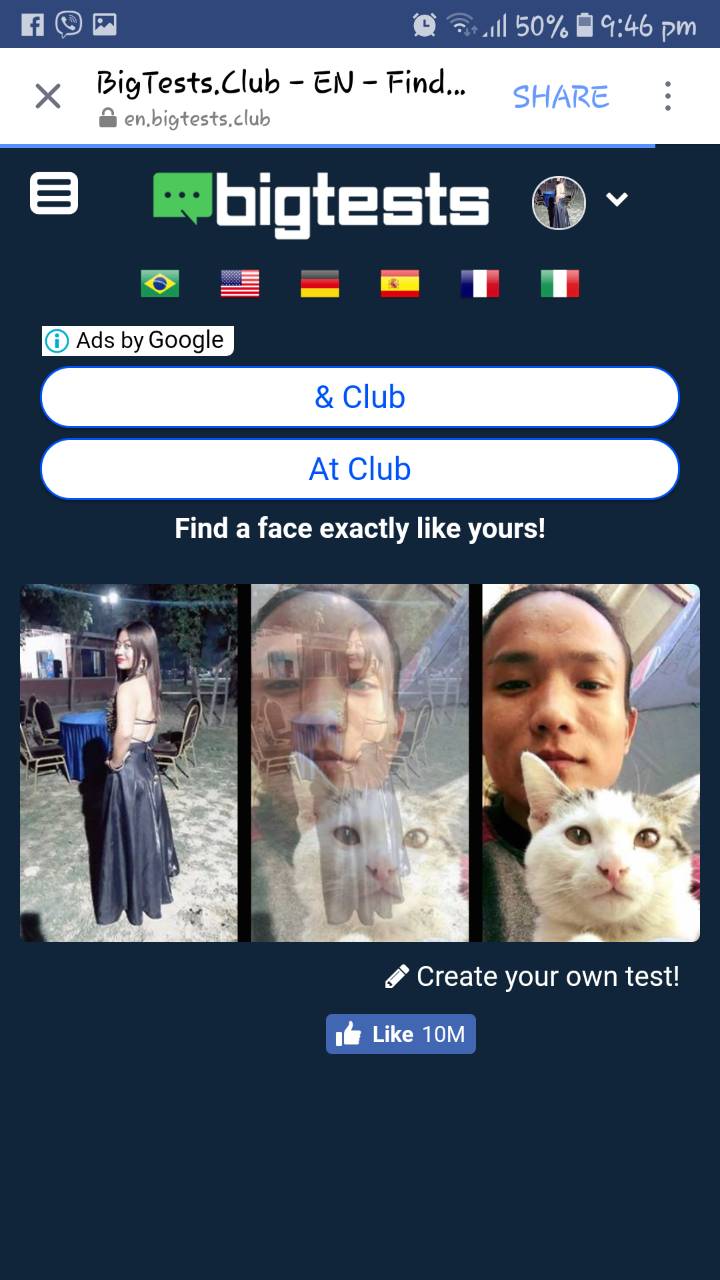 50% 9:46 pm
BigTests.Club - EN - Find...
SHARE
en.bigtests.club
bigtests
Ads by Google
& Club
At Club
Find a face exactly like yours!
Create your own test!
Like 10M